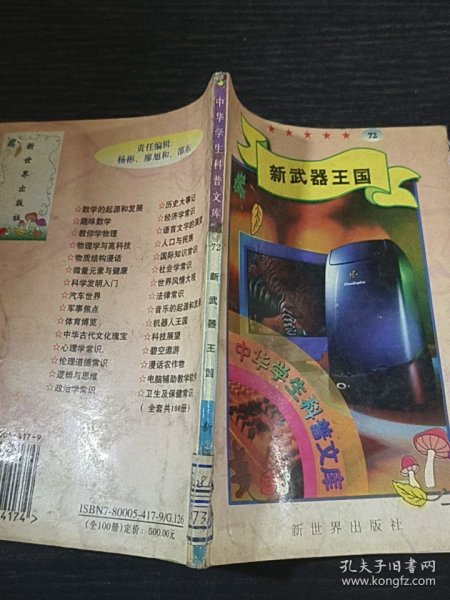 新世界出版社
责任编辑:
杨彬、廖旭和、邵东
☆数学的起源和发展
☆趣味数学
☆教你学物理
☆物理学与高科技
☆物质结构漫话
☆微量元素与健康
☆科学发明入门
☆汽车世界
☆军事焦点
☆体育博览
☆中华古代文化瑰宝
☆心理学常识
☆伦理道德常识
☆逻辑与思维
☆政治学常识
☆历史大事记
☆经济学常识
☆语言文字的演变
☆人口与民族
☆国际知识常识
☆社会学常识
☆世界风情大观
☆法律常识
☆音乐的起源和发展
☆机器人王国
☆科技展望
☆碧空遨游
☆漫话农作物
☆电脑辅助教学软件
☆卫生及保健常识
(全套共100册)
05-417-9
4174>
ISBN7-80005-417-9/G.126
(全100册)定价: 500.00元
中华学生科普文库
72
新武器王国
新
72
新武器王国
中华学生科普文库
72
新世界出版社
孔夫子旧书网
www.kongfz.com